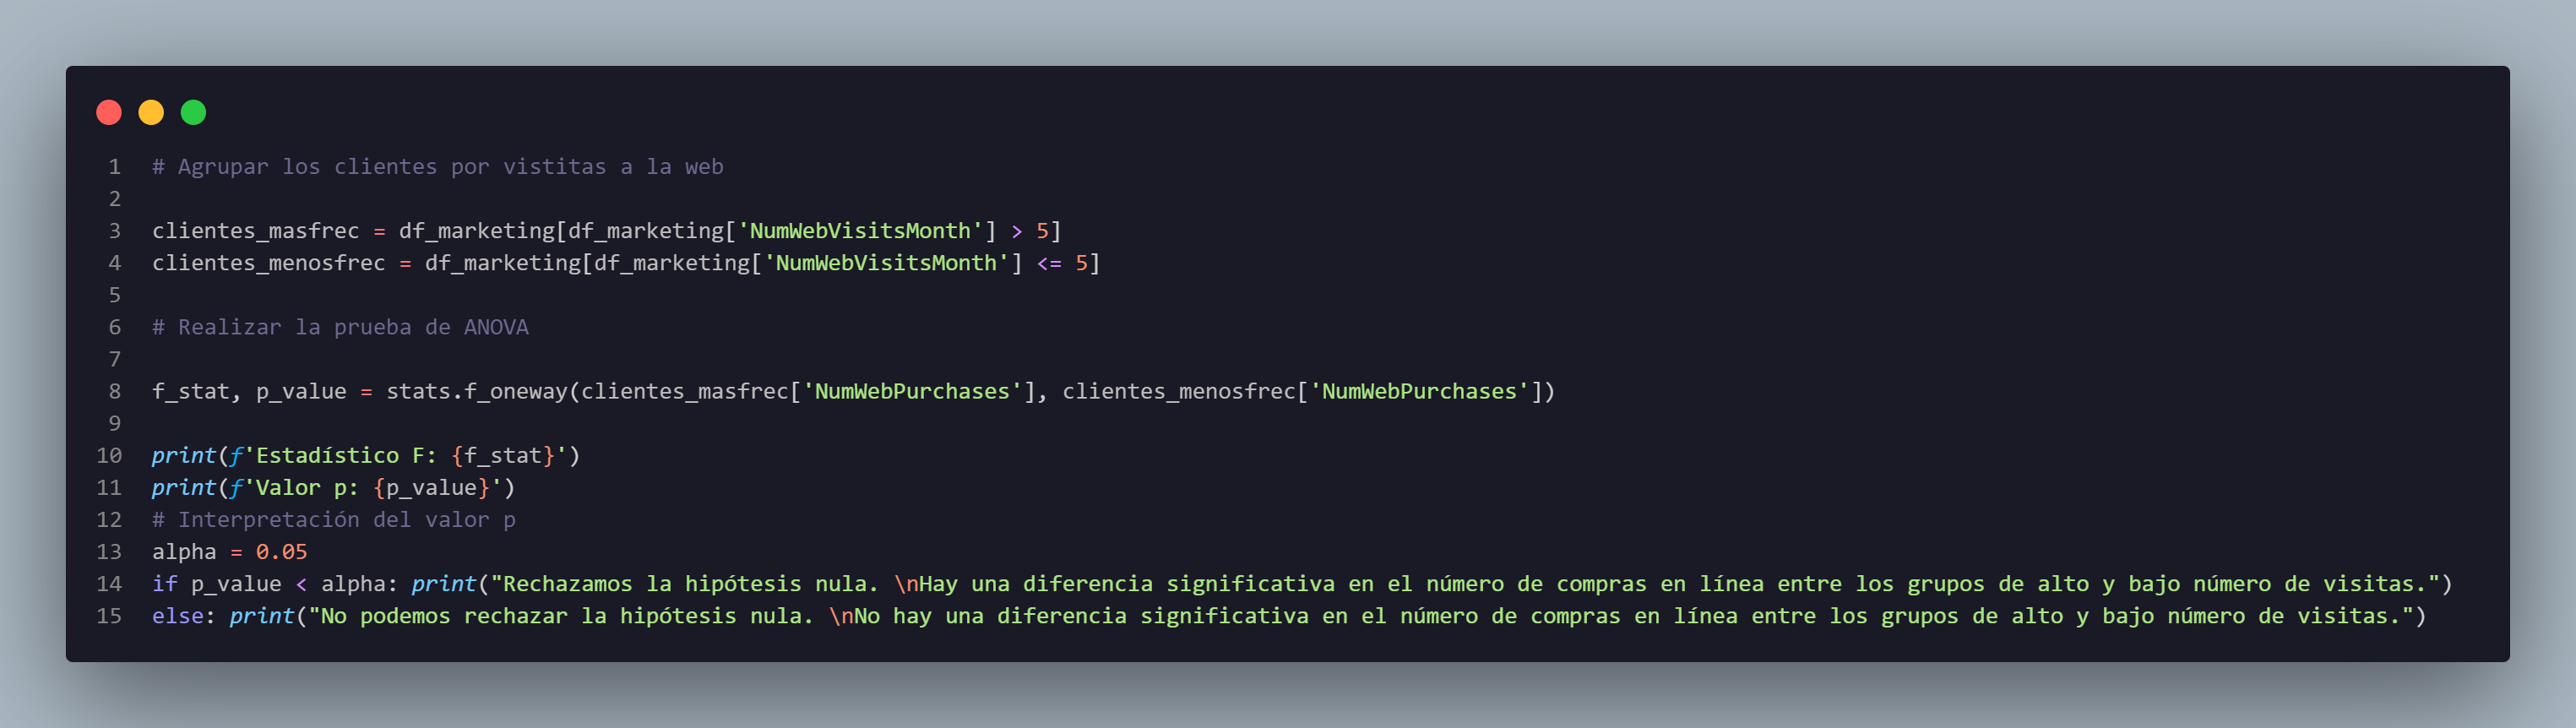 1 # Agrupar los clientes por vistitas a la web
2
3 clientes_masfrec = df_marketing[df_marketing['NumWebVisitsMonth'] > 5]
4 clientes_menosfrec = df_marketing[df_marketing['NumWebVisitsMonth'] <= 5]
5
6 # Realizar la prueba de ANOVA
7
8 f_stat, p_value = stats.f_oneway(clientes_masfrec['NumWebPurchases'], clientes_menosfrec['NumWebPurchases'])
9
10 print(f'Estadístico F: {f_stat}')
11 print(f'Valor p: {p_value}')
12 # Interpretación del valor p
13 alpha = 0.05
14 if p_value < alpha: print("Rechazamos la hipótesis nula. \nHay una diferencia significativa en el número de compras en línea entre los grupos de alto y bajo número de visitas.")
15 else: print("No podemos rechazar la hipótesis nula. \nNo hay una diferencia significativa en el número de compras en línea entre los grupos de alto y bajo número de visitas.")